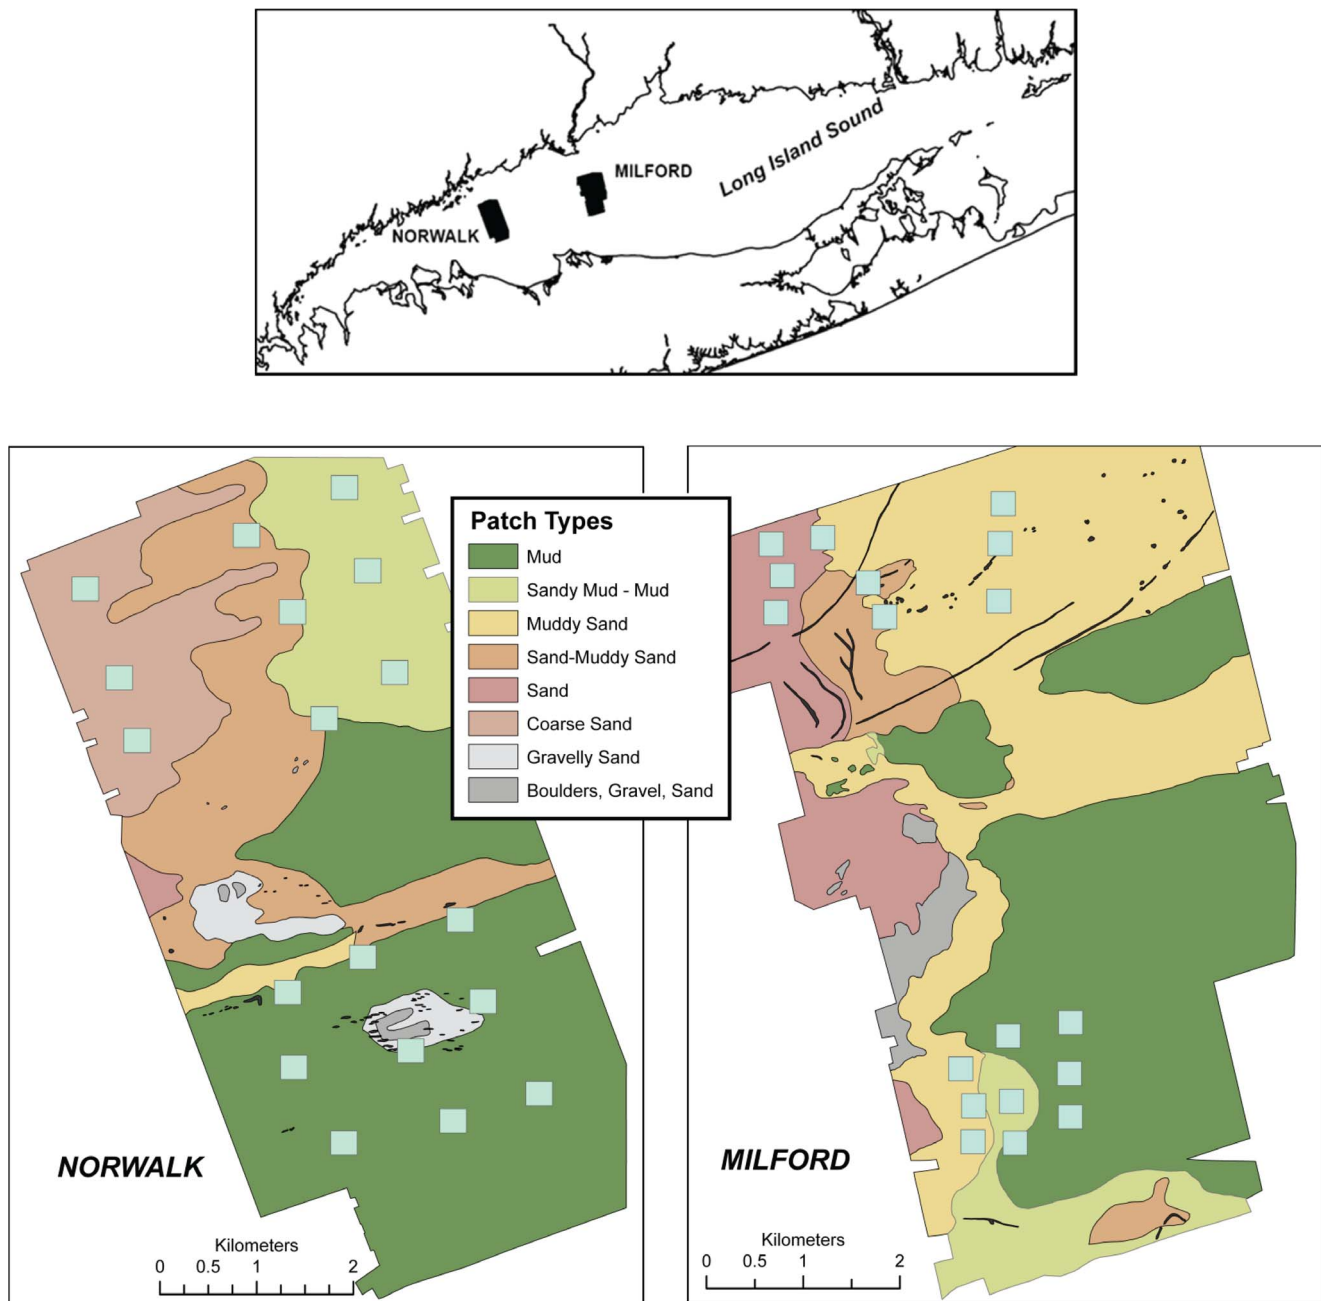 MILFORD
Long Island Sound
NORWALK
Patch Types
Mud
Sandy Mud - Mud
Muddy Sand
Sand-Muddy Sand
Sand
Coarse Sand
Gravelly Sand
Boulders, Gravel, Sand
NORWALK
Kilometers
0 0.5 1 2
MILFORD
Kilometers
0 0.5 1 2